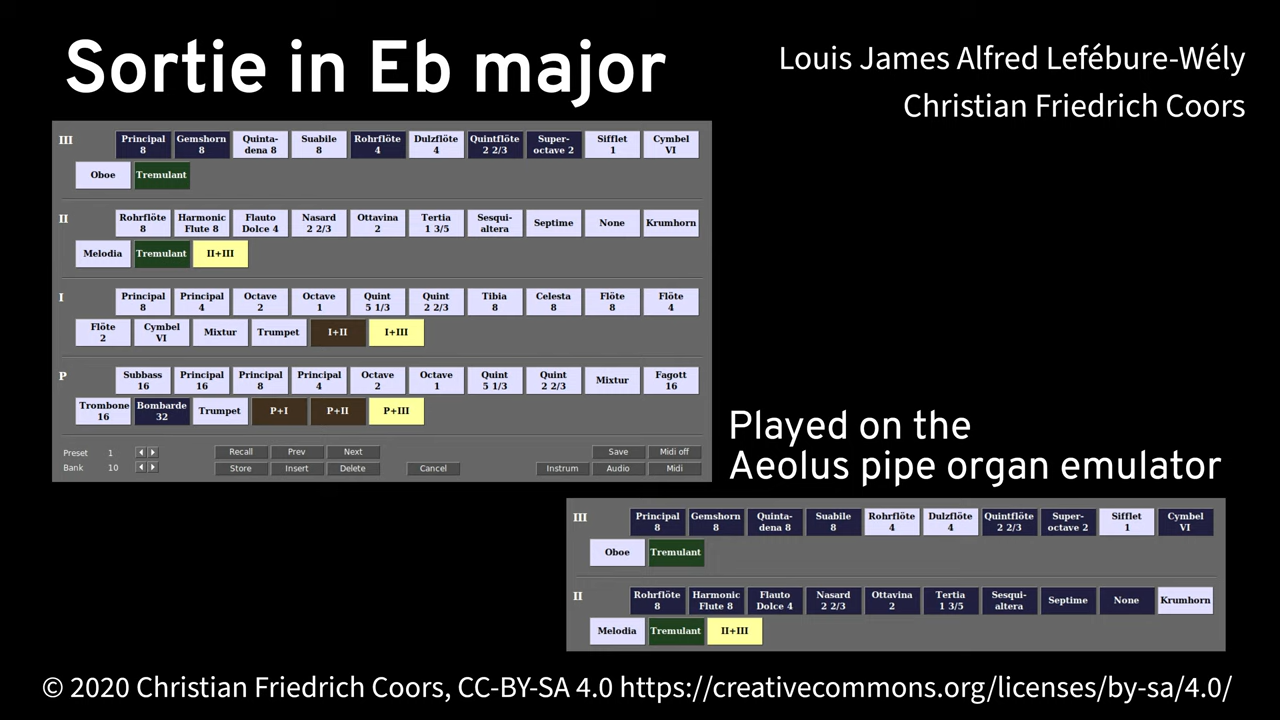 Sortie in Eb major
Louis James Alfred Lefébure-Wély
Christian Friedrich Coors
III
Principal 8
Gemshorn 8
Quinta-dena 8
Suabile 8
Rohrflöte 4
Dulzflöte 4
Quintflöte 2 2/3
Super-octave 2
Sifflet 1
Cymbel VI
Oboe
Tremulant
II
Rohrflöte 8
Harmonic Flute 8
Flauto Dolce 4
Nasard 2 2/3
Ottavina 2
Tertia 1 3/5
Sesqui-altera
Septime
None
Krumhorn
Melodia
Tremulant
II+III
I
Principal 8
Principal 4
Octave 2
Octave 1
Quint 5 1/3
Quint 2 2/3
Tibia 8
Celesta 8
Flöte 8
Flöte 4
Flöte 2
Cymbel VI
Mixtur
Trumpet
I+II
I+III
P
Subbass 16
Principal 16
Principal 8
Principal 4
Octave 2
Octave 1
Quint 5 1/3
Quint 2 2/3
Mixtur
Fagott 16
Trombone 16
Bombarde 32
Trumpet
P+I
P+II
P+III
Preset 1
Recall
Prev
Next
Save
Midi off
Bank 10
Store
Insert
Delete
Cancel
Instrum
Audio
Midi
Played on the
Aeolus pipe organ emulator
III
Principal 8
Gemshorn 8
Quinta-dena 8
Suabile 8
Rohrflöte 4
Dulzflöte 4
Quintflöte 2 2/3
Super-octave 2
Sifflet 1
Cymbel VI
Oboe
Tremulant
II
Rohrflöte 8
Harmonic Flute 8
Flauto Dolce 4
Nasard 2 2/3
Ottavina 2
Tertia 1 3/5
Sesqui-altera
Septime
None
Krumhorn
Melodia
Tremulant
II+III
© 2020 Christian Friedrich Coors, CC-BY-SA 4.0 https://creativecommons.org/licenses/by-sa/4.0/